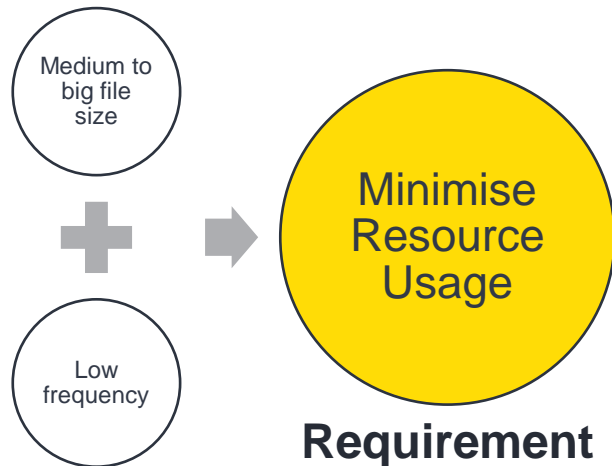 Medium to
big file
size
Low
frequency
Minimise
Resource
Usage
Requirement